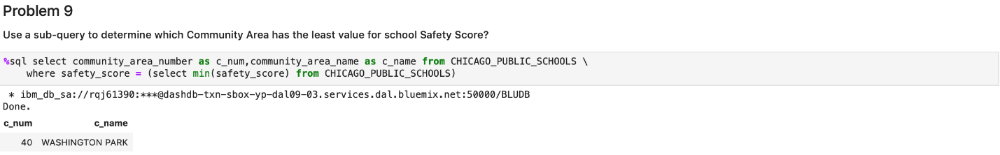 Problem 9
Use a sub-query to determine which Community Area has the least value for school Safety Score?
%sql select community_area_number as c_num,community_area_name as c_name from CHICAGO_PUBLIC_SCHOOLS \
where safety_score = (select min(safety_score) from CHICAGO_PUBLIC_SCHOOLS)
* ibm_db_sa://rqj61390:***@dashdb-txn-sbox-yp-dal09-03.services.dal.bluemix.net:50000/BLUDB
Done.
c_num c_name
40 WASHINGTON PARK